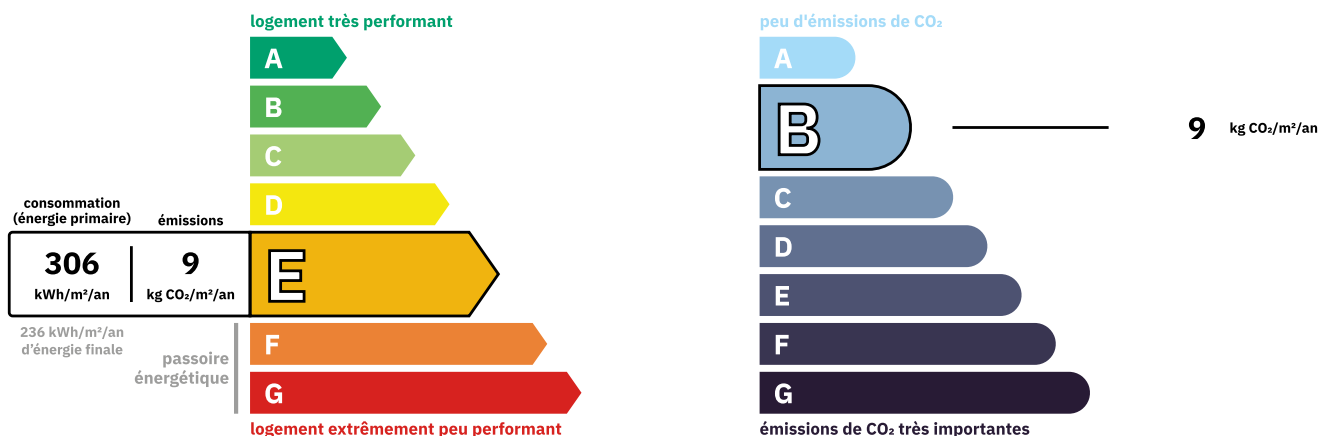 logement très performant
A
B
C
D
consommation
(énergie primaire)
émissions
306
kWh/m²/an
9
kg CO₂/m²/an
E
236 kWh/m²/an
d'énergie finale
passoire
énergétique
F
G
logement extrêmement peu performant
peu d'émissions de CO₂
A
B
9 kg CO₂/m²/an
C
D
E
F
G
émissions de CO₂ très importantes